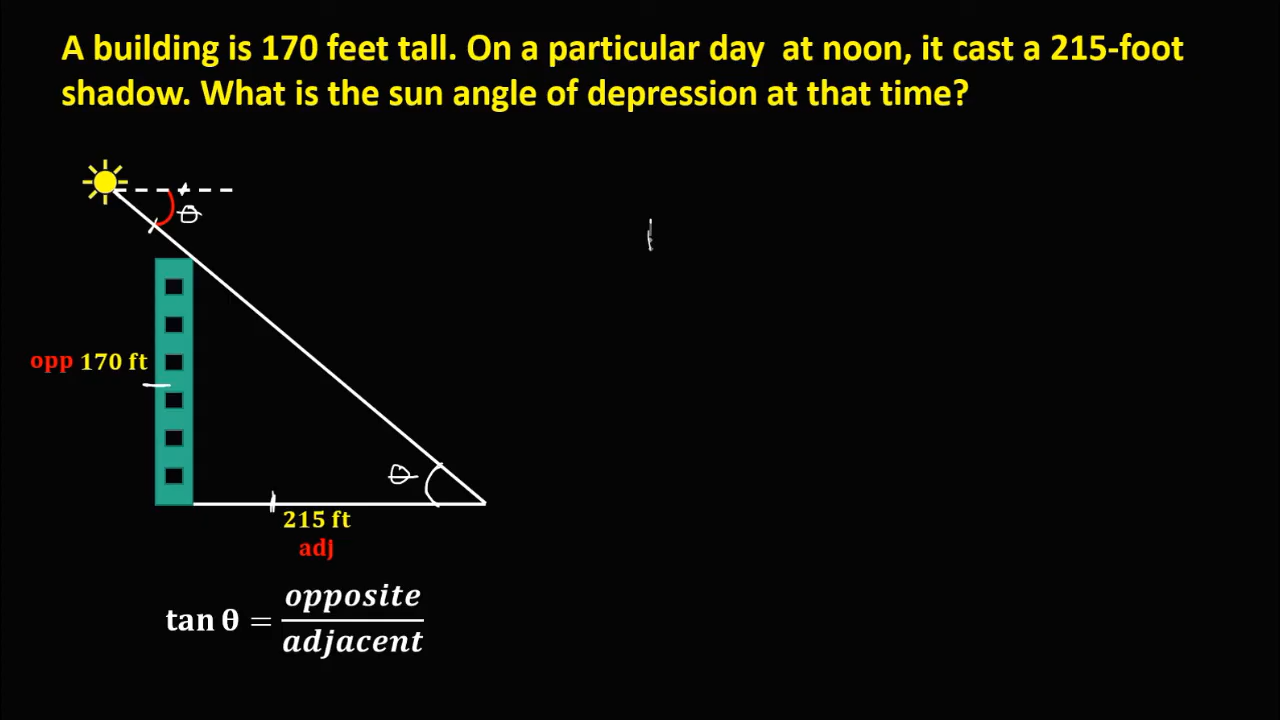 A building is 170 feet tall. On a particular day at noon, it cast a 215-foot
shadow. What is the sun angle of depression at that time?
θ
opp 170 ft
θ
215 ft
adj
tan θ = opposite
adjacent